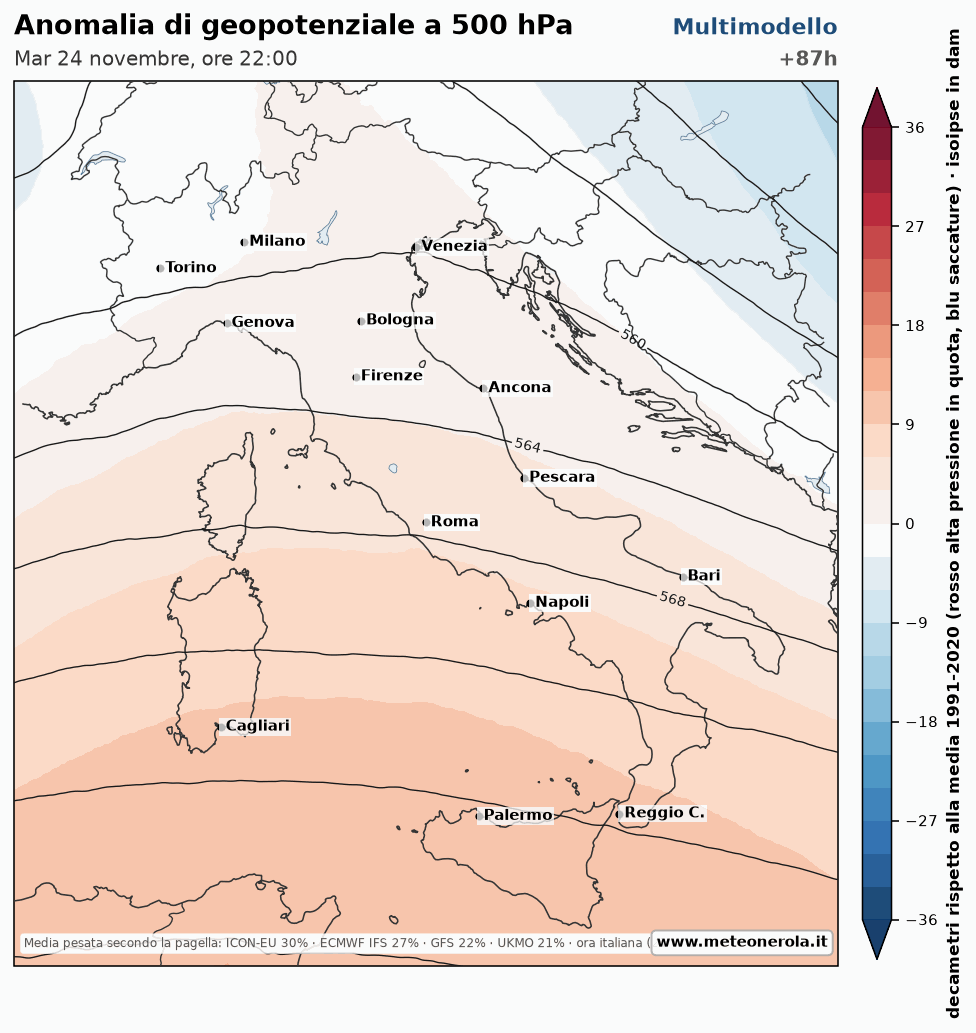 Anomalia di geopotenziale a 500 hPa
Multimodello
Mar 24 novembre, ore 22:00
+87h
Milano
Venezia
Torino
Genova
Bologna
560
Firenze
Ancona
564
Pescara
Roma
Bari
Napoli
568
Cagliari
Palermo
Reggio C.
Media pesata secondo la pagella: ICON-EU 30% · ECMWF IFS 27% · GFS 22% · UKMO 21% · ora italiana (
www.meteonerola.it
36
27
18
9
0
−9
−18
−27
−36
decametri rispetto alla media 1991-2020 (rosso alta pressione in quota, blu saccature) · isoipse in dam